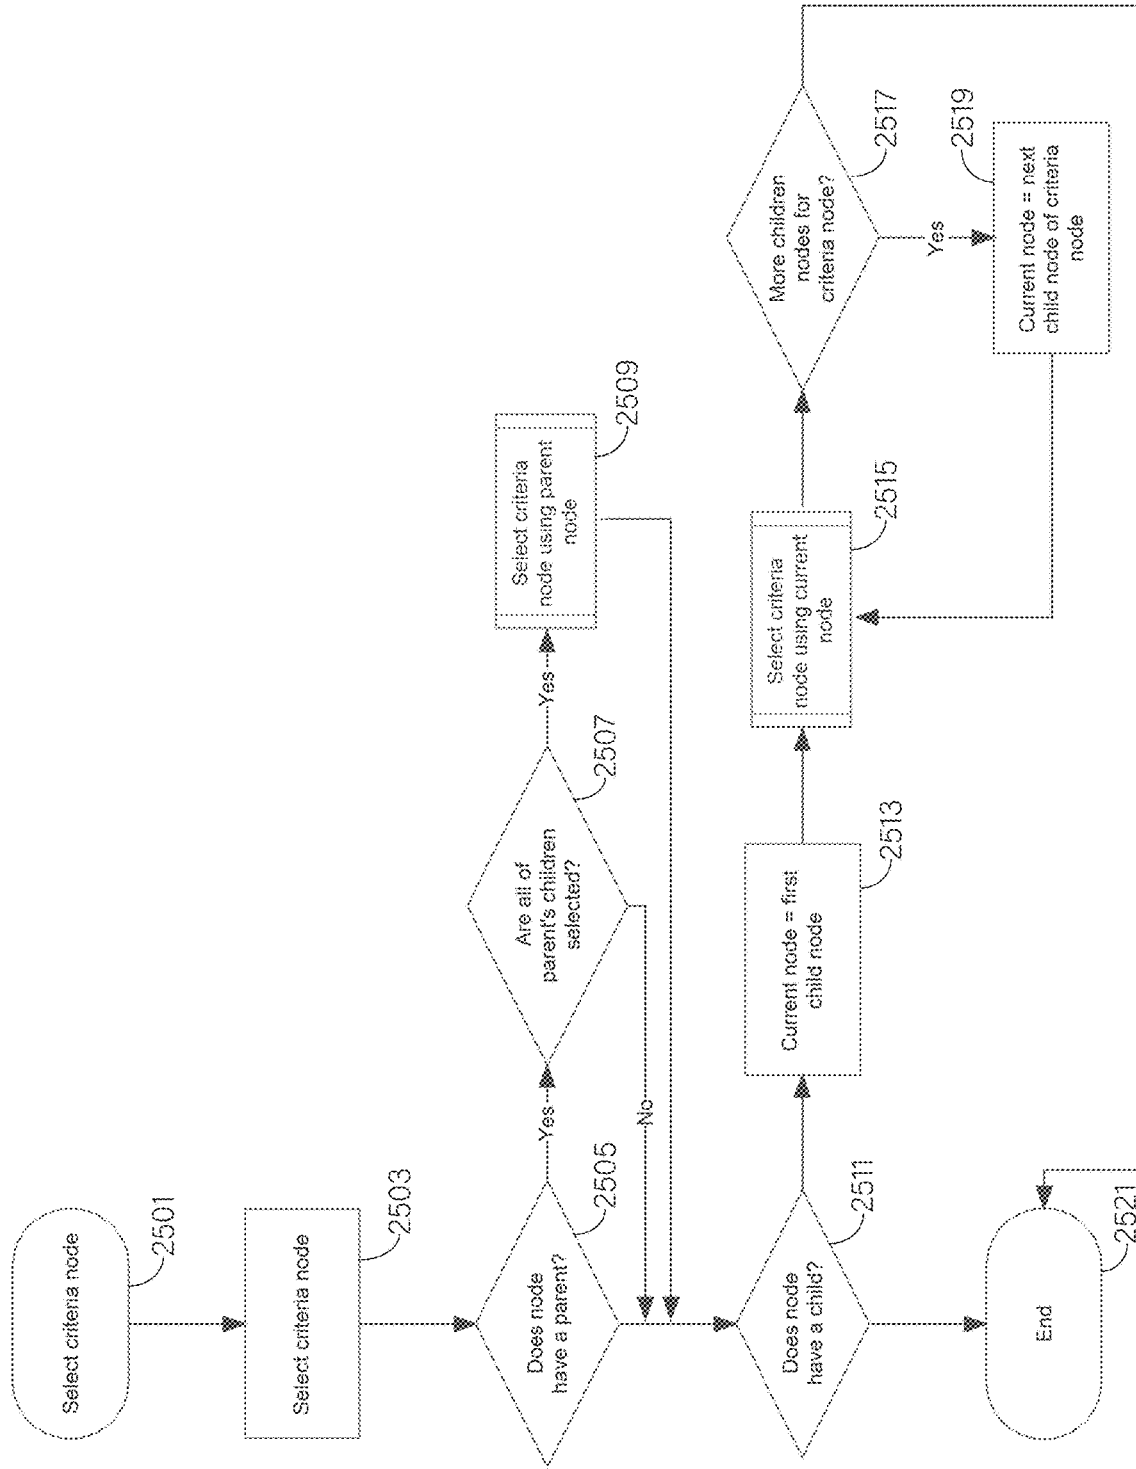 Select criteria node
2501
Select criteria node
2503
Does node
have a parent?
2505
Yes
Are all of
parent's children
selected?
2507
Yes
No
Select criteria
node using parent
node
2509
Does node
have a child?
2511
Current node = first
child node
2513
Select criteria
node using current
node
2515
More children
nodes for
criteria node?
2517
Yes
Current node = next
child node of criteria
node
2519
End
2521